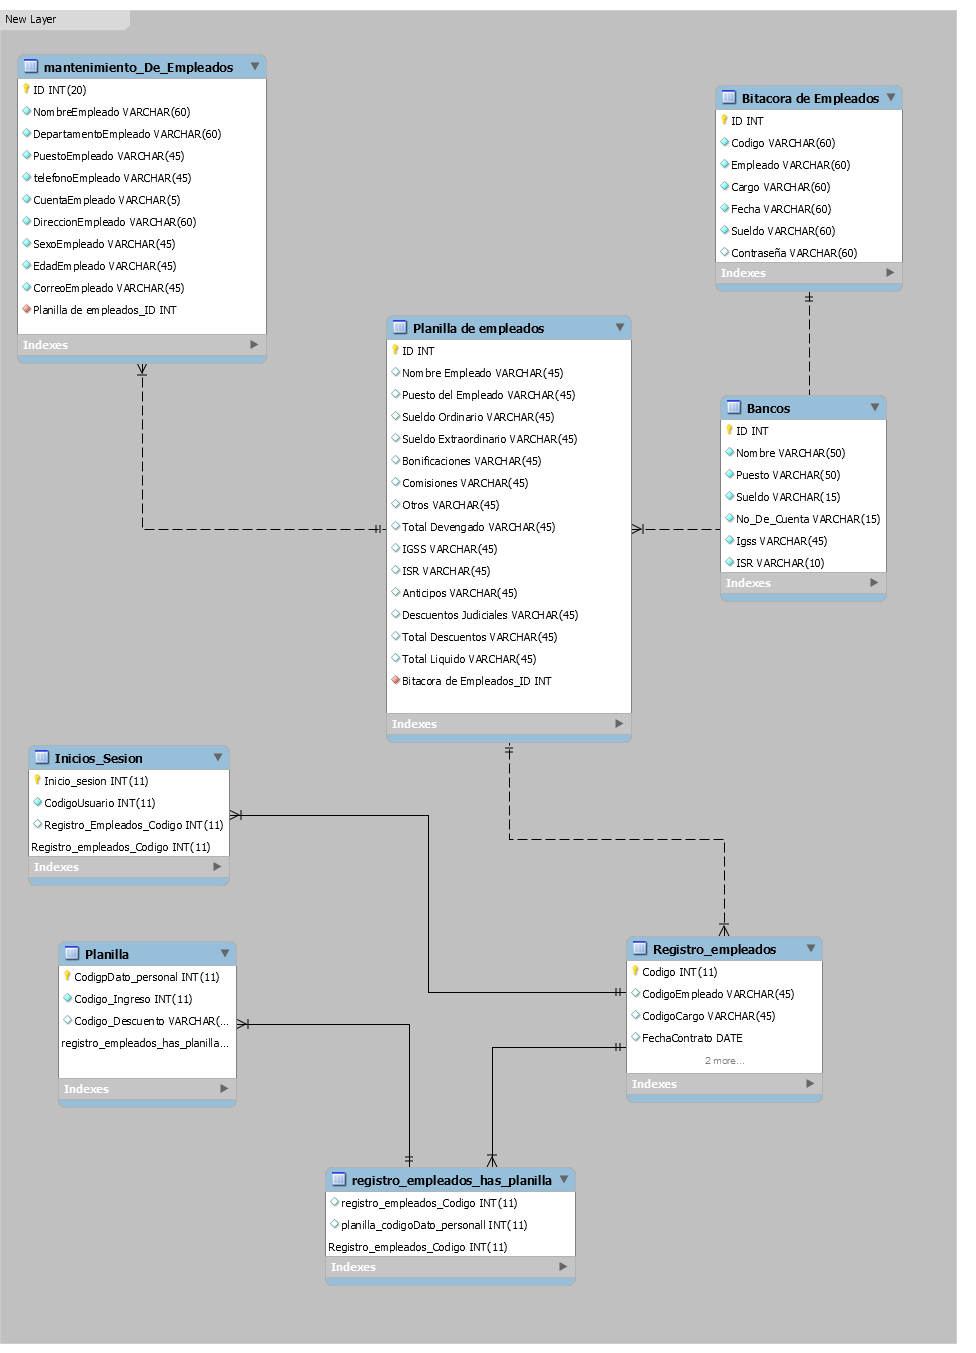 New Layer
mantenimiento_De_Empleados
ID INT(20)
NombreEmpleado VARCHAR(60)
DepartamentoEmpleado VARCHAR(60)
PuestoEmpleado VARCHAR(45)
telefonoEmpleado VARCHAR(45)
CuentaEmpleado VARCHAR(5)
DireccionEmpleado VARCHAR(60)
SexoEmpleado VARCHAR(45)
EdadEmpleado VARCHAR(45)
CorreoEmpleado VARCHAR(45)
Planilla de empleados_ID INT
Indexes
Bitacora de Empleados
ID INT
Codigo VARCHAR(60)
Empleado VARCHAR(60)
Cargo VARCHAR(60)
Fecha VARCHAR(60)
Sueldo VARCHAR(60)
Contraseña VARCHAR(60)
Indexes
Planilla de empleados
ID INT
Nombre Empleado VARCHAR(45)
Puesto del Empleado VARCHAR(45)
Sueldo Ordinario VARCHAR(45)
Sueldo Extraordinario VARCHAR(45)
Bonificaciones VARCHAR(45)
Comisiones VARCHAR(45)
Otros VARCHAR(45)
Total Devengado VARCHAR(45)
IGSS VARCHAR(45)
ISR VARCHAR(45)
Anticipos VARCHAR(45)
Descuentos Judiciales VARCHAR(45)
Total Descuentos VARCHAR(45)
Total Liquido VARCHAR(45)
Bitacora de Empleados_ID INT
Indexes
Bancos
ID INT
Nombre VARCHAR(50)
Puesto VARCHAR(50)
Sueldo VARCHAR(15)
No_De_Cuenta VARCHAR(15)
Igss VARCHAR(45)
ISR VARCHAR(10)
Indexes
Inicios_Sesion
Inicio_sesion INT(11)
CodigoUsuario INT(11)
Registro_Empleados_Codigo INT(11)
Registro_empleados_Codigo INT(11)
Indexes
Planilla
CodigpDato_personal INT(11)
Codigo_Ingreso INT(11)
Codigo_Descuento VARCHAR(...
registro_empleados_has_planilla...
Indexes
Registro_empleados
Codigo INT(11)
CodigoEmpleado VARCHAR(45)
CodigoCargo VARCHAR(45)
FechaContrato DATE
2 more...
Indexes
registro_empleados_has_planilla
registro_empleados_Codigo INT(11)
planilla_codigoDato_personall INT(11)
Registro_empleados_Codigo INT(11)
Indexes